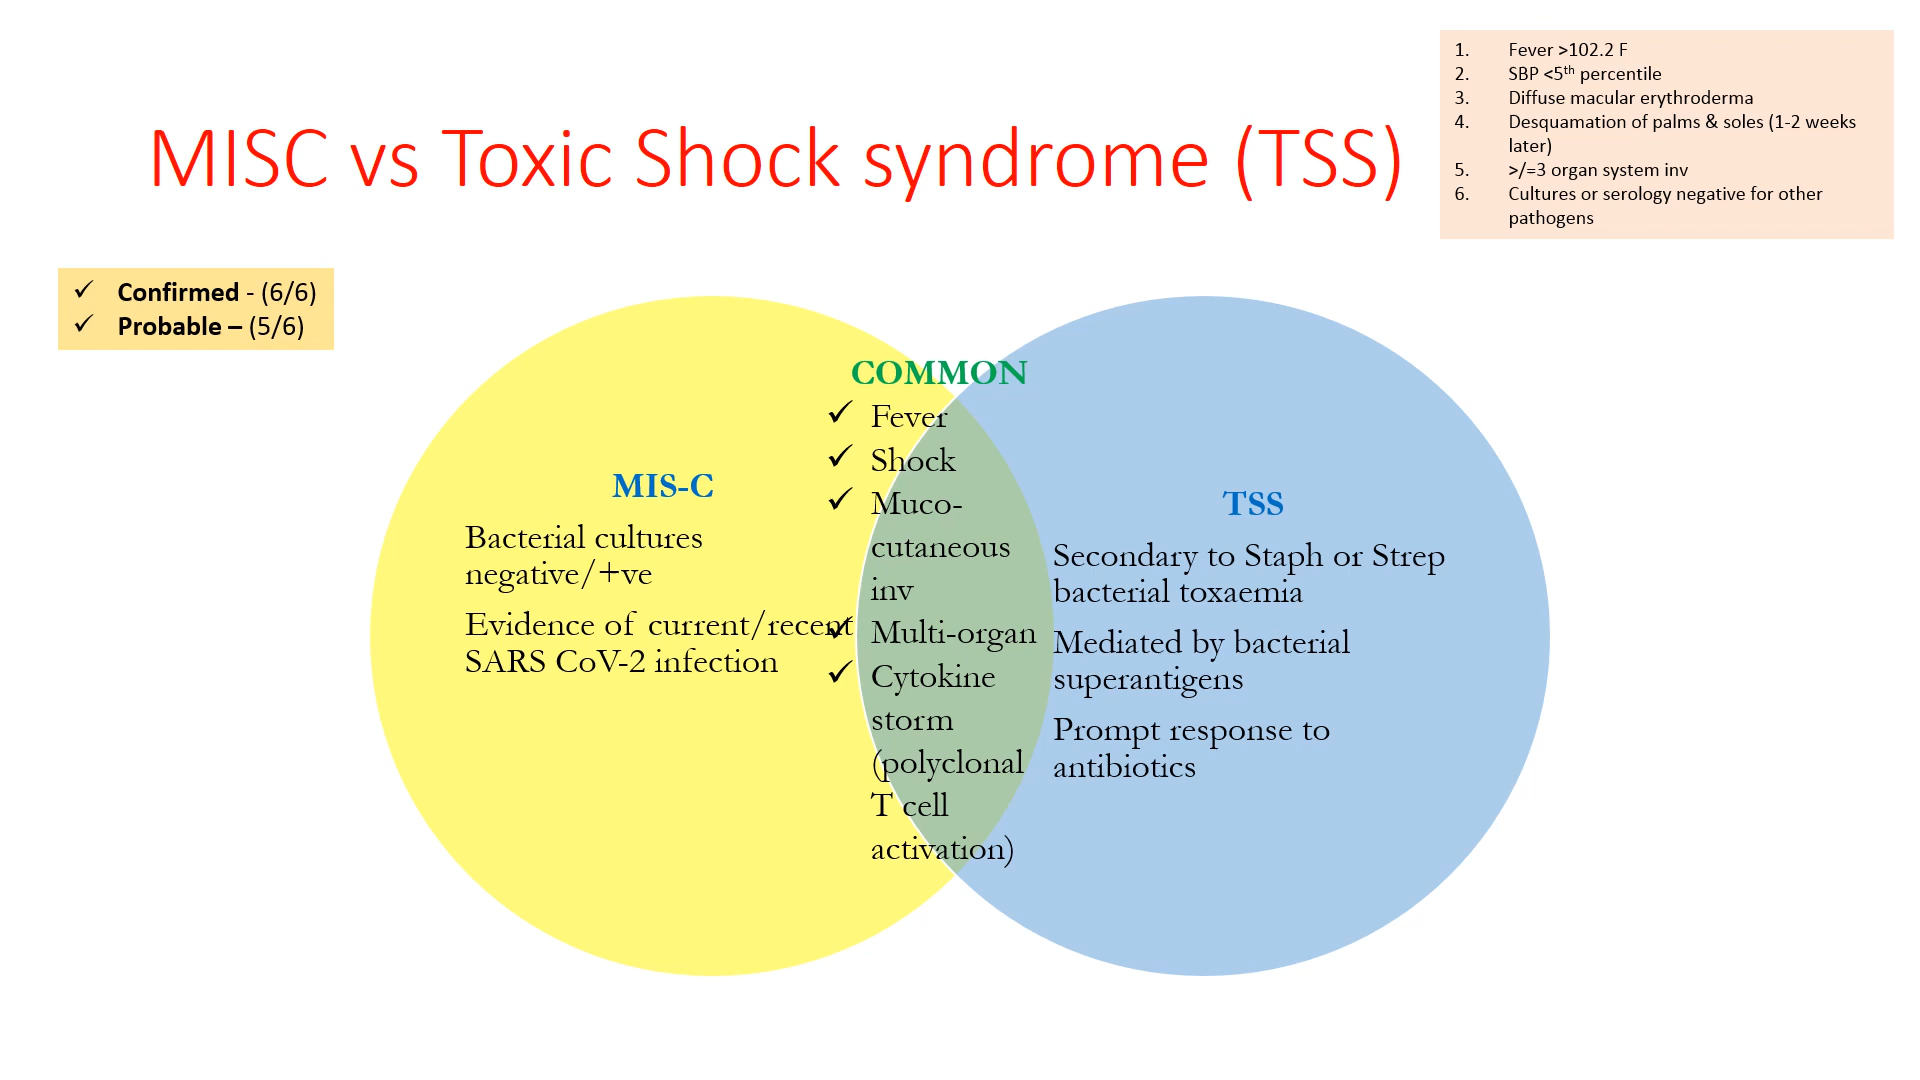 MISC vs Toxic Shock syndrome (TSS)
1. Fever >102.2 F
2. SBP <5th percentile
3. Diffuse macular erythroderma
4. Desquamation of palms & soles (1-2 weeks
later)
5. >/=3 organ system inv
6. Cultures or serology negative for other
pathogens
✓ Confirmed - (6/6)
✓ Probable – (5/6)
MIS-C
Bacterial cultures
negative/+ve
Evidence of current/recent
SARS CoV-2 infection
COMMON
✓ Fever
✓ Shock
✓ Muco-
cutaneous
inv
✓ Multi-organ
✓ Cytokine
storm
(polyclonal
T cell
activation)
TSS
Secondary to Staph or Strep
bacterial toxaemia
Mediated by bacterial
superantigens
Prompt response to
antibiotics